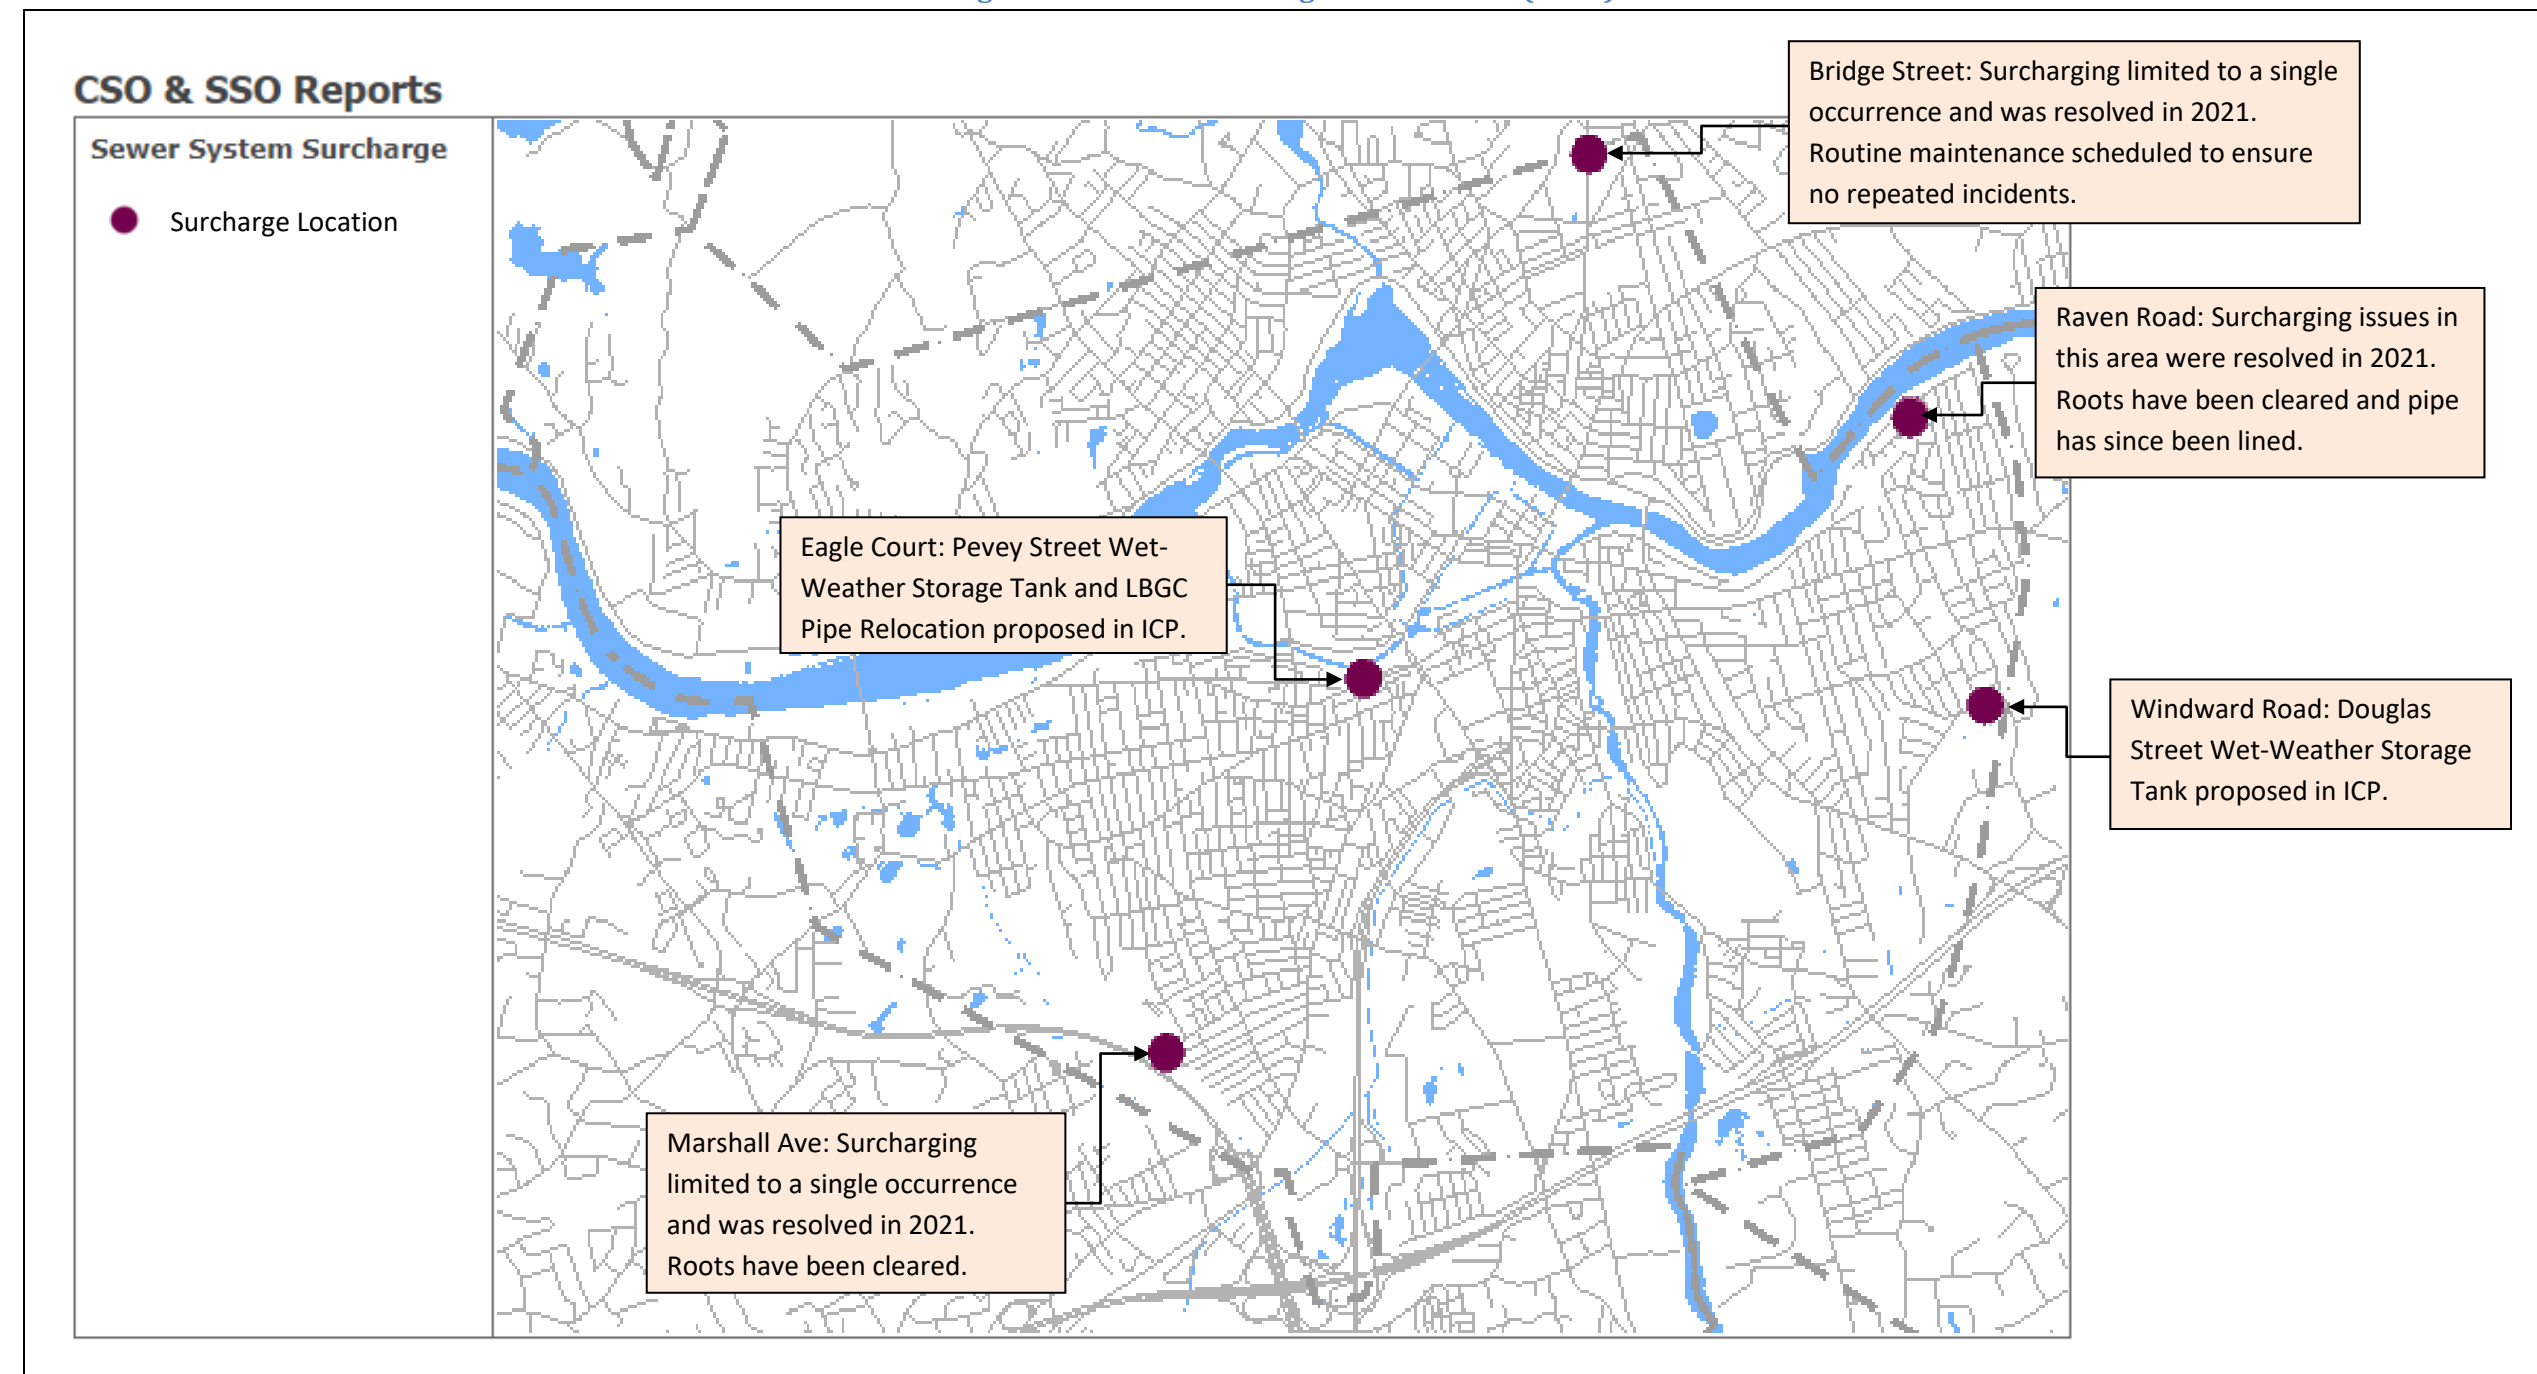 CSO & SSO Reports
Sewer System Surcharge
Surcharge Location
Bridge Street: Surcharging limited to a single
occurrence and was resolved in 2021.
Routine maintenance scheduled to ensure
no repeated incidents.
Raven Road: Surcharging issues in
this area were resolved in 2021.
Roots have been cleared and pipe
has since been lined.
Eagle Court: Pevey Street Wet-
Weather Storage Tank and LBGC
Pipe Relocation proposed in ICP.
Windward Road: Douglas
Street Wet-Weather Storage
Tank proposed in ICP.
Marshall Ave: Surcharging
limited to a single occurrence
and was resolved in 2021.
Roots have been cleared.